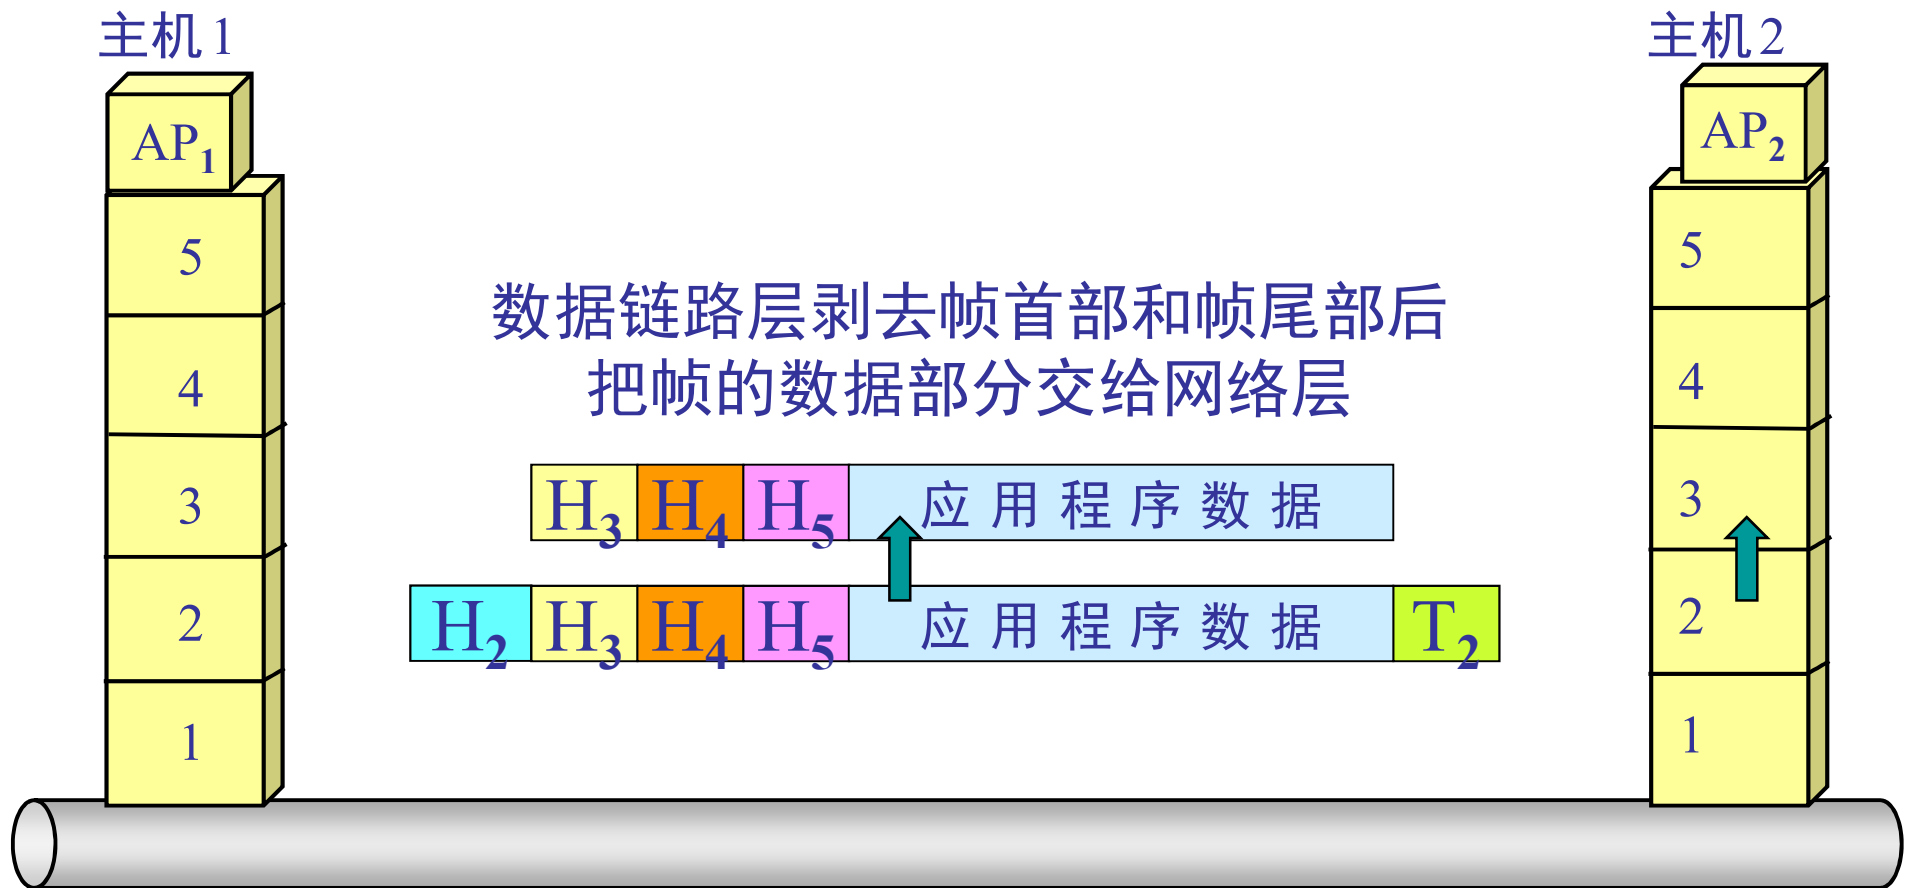 主机1
主机2
AP1
AP2
5
5
数据链路层剥去帧首部和帧尾部后
把帧的数据部分交给网络层
4
4
H3 H4 H5 应用程序数据
3
3
H2 H3 H4 H5 应用程序数据 T2
2
2
1
1